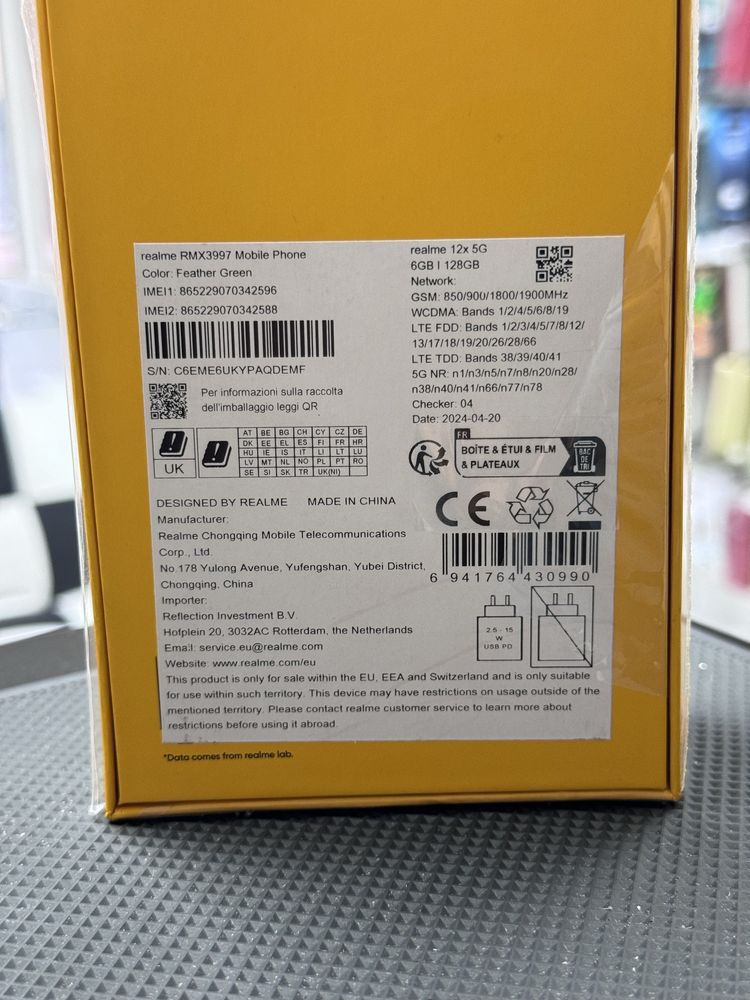 realme RMX3997 Mobile Phone
Color: Feather Green
IMEI1: 865229070342596
IMEI2: 865229070342588
S/N: C6EME6UKYPAQDEMF
Per informazioni sulla raccolta
dell'imballaggio leggi QR
UK
AT BE BG CH CY CZ DE
DK EE EL ES FI FR HR
HU IE IS IT LI LT LU
LV MT NL NO PL PT RO
SE SI SK TR UK(NI)
realme 12x 5G
6GB | 128GB
Network:
GSM: 850/900/1800/1900MHz
WCDMA: Bands 1/2/4/5/6/8/19
LTE FDD: Bands 1/2/3/4/5/7/8/12/
13/17/18/19/20/26/28/66
LTE TDD: Bands 38/39/40/41
5G NR: n1/n3/n5/n7/n8/n20/n28/
n38/n40/n41/n66/n77/n78
Checker: 04
Date: 2024-04-20
FR
BOÎTE & ÉTUI & FILM
& PLATEAUX
BAC
DE
TRI
CE
6 941764 430990
2.5 - 15
W
USB PD
DESIGNED BY REALME MADE IN CHINA
Manufacturer:
Realme Chongqing Mobile Telecommunications
Corp., Ltd.
No.178 Yulong Avenue, Yufengshan, Yubei District,
Chongqing, China
Importer:
Reflection Investment B.V.
Hofplein 20, 3032AC Rotterdam, the Netherlands
Email: service.eu@realme.com
Website: www.realme.com/eu
This product is only for sale within the EU, EEA and Switzerland and is only suitable
for use within such territory. This device may have restrictions on usage outside of the
mentioned territory. Please contact realme customer service to learn more about
restrictions before using it abroad.
*Data comes from realme lab.